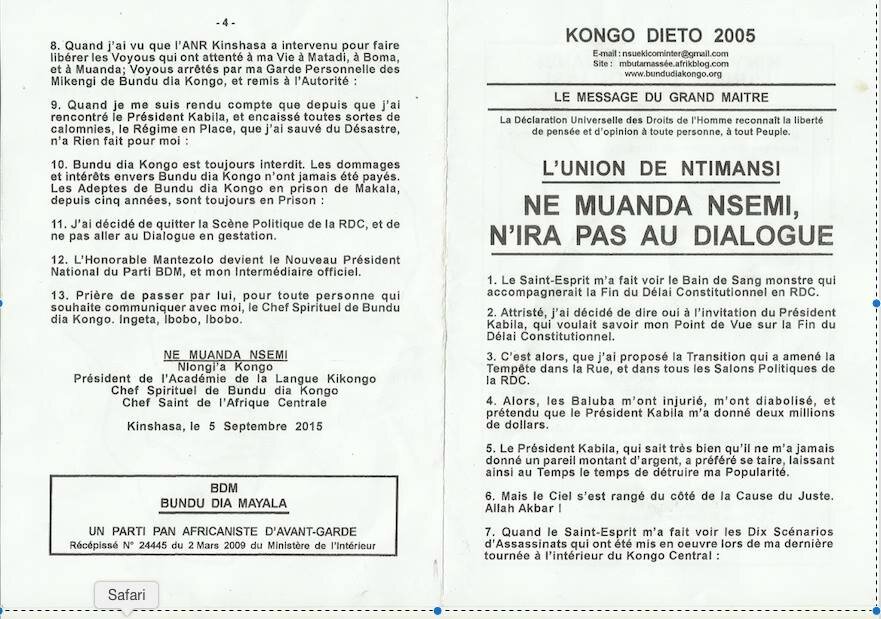 - 4 -
8. Quand j'ai vu que l'ANR Kinshasa a intervenu pour faire
libérer les Voyous qui ont attenté à ma Vie à Matadi, à Boma,
et à Muanda; Voyous arrêtés par ma Garde Personnelle des
Mikengi de Bundu dia Kongo, et remis à l'Autorité :
9. Quand je me suis rendu compte que depuis que j'ai
rencontré le Président Kabila, et encaissé toutes sortes de
calomnies, le Régime en Place, que j'ai sauvé du Désastre,
n'a Rien fait pour moi :
10. Bundu dia Kongo est toujours interdit. Les dommages
et intérêts envers Bundu dia Kongo n'ont jamais été payés.
Les Adeptes de Bundu dia Kongo en prison de Makala,
depuis cinq années, sont toujours en Prison :
11. J'ai décidé de quitter la Scène Politique de la RDC, et de
ne pas aller au Dialogue en gestation.
12. L'Honorable Mantezolo devient le Nouveau Président
National du Parti BDM, et mon Intermédiaire officiel.
13. Prière de passer par lui, pour toute personne qui
souhaite communiquer avec moi, le Chef Spirituel de Bundu
dia Kongo. Ingeta, Ibobo, Ibobo.
NE MUANDA NSEMI
Nlongi'a Kongo
Président de l'Académie de la Langue Kikongo
Chef Spirituel de Bundu dia Kongo
Chef Saint de l'Afrique Centrale
Kinshasa, le 5 Septembre 2015
BDM
BUNDU DIA MAYALA
UN PARTI PAN AFRICANISTE D'AVANT-GARDE
Récépissé N° 24445 du 2 Mars 2009 du Ministère de l'Intérieur
Safari
KONGO DIETO 2005
E-mail : nsuekicominter@gmail.com
Site : mbutamassée.afrikblog.com
www.bundudiakongo.org
LE MESSAGE DU GRAND MAITRE
La Déclaration Universelle des Droits de l'Homme reconnaît la liberté
de pensée et d'opinion à toute personne, à tout Peuple.
L'UNION DE NTIMANSI
NE MUANDA NSEMI,
N'IRA PAS AU DIALOGUE
1. Le Saint-Esprit m'a fait voir le Bain de Sang monstre qui
accompagnerait la Fin du Délai Constitutionnel en RDC.
2. Attristé, j'ai décidé de dire oui à l'invitation du Président
Kabila, qui voulait savoir mon Point de Vue sur la Fin du
Délai Constitutionnel.
3. C'est alors, que j'ai proposé la Transition qui a amené la
Tempête dans la Rue, et dans tous les Salons Politiques de
la RDC.
4. Alors, les Baluba m'ont injurié, m'ont diabolisé, et
prétendu que le Président Kabila m'a donné deux millions
de dollars.
5. Le Président Kabila, qui sait très bien qu'il ne m'a jamais
donné un pareil montant d'argent, a préféré se taire, laissant
ainsi au Temps le temps de détruire ma Popularité.
6. Mais le Ciel s'est rangé du côté de la Cause du Juste.
Allah Akbar !
7. Quand le Saint-Esprit m'a fait voir les Dix Scénarios
d'Assassinats qui ont été mis en oeuvre lors de ma dernière
tournée à l'intérieur du Kongo Central :